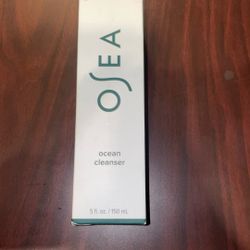 OSEA
ocean
cleanser
5 fl. oz. / 150 mL